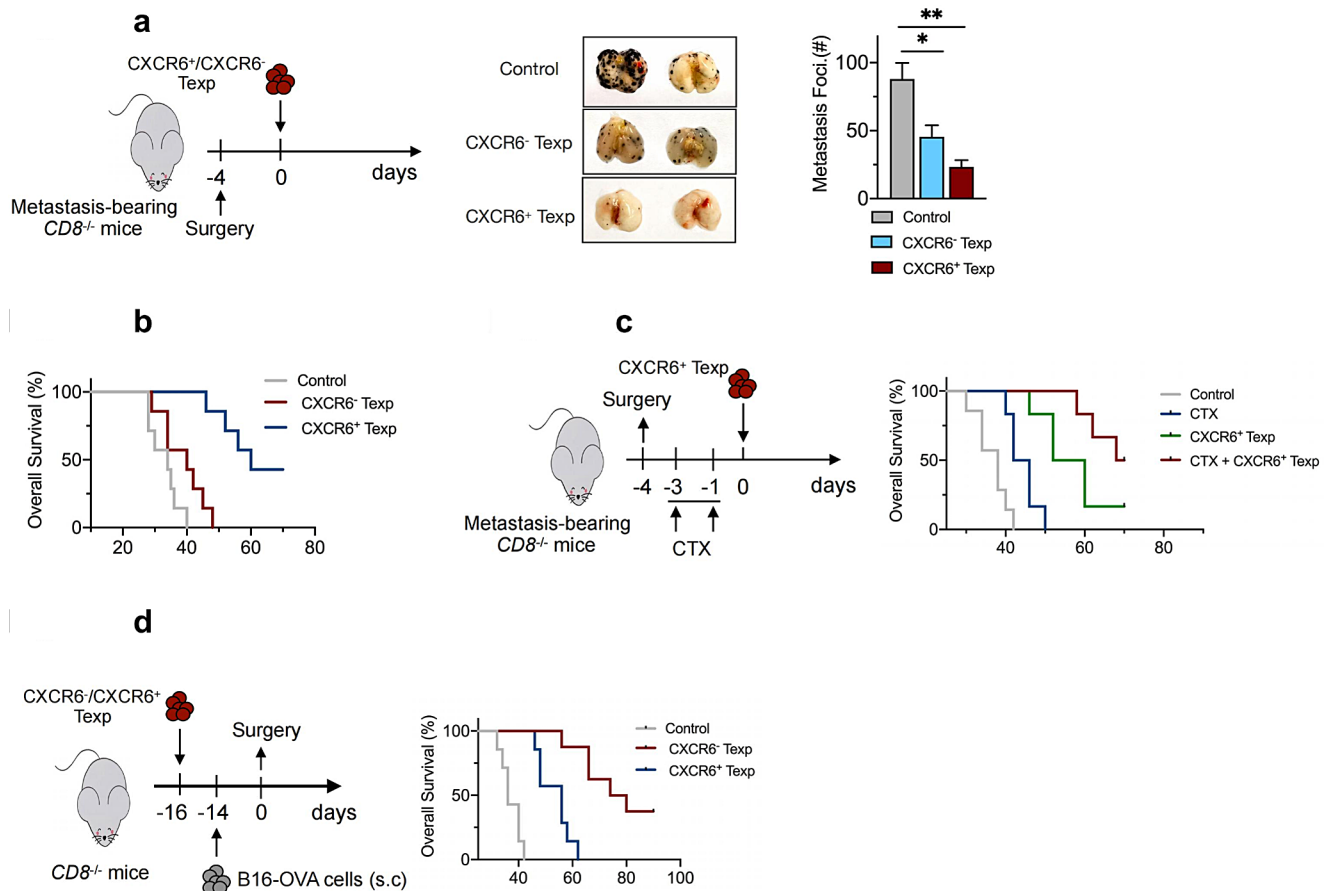 a
CXCR6⁺/CXCR6⁻
Texp
-4
0
days
Metastasis-bearing
CD8⁻/⁻ mice
Surgery
Control
CXCR6⁻ Texp
CXCR6⁺ Texp
**
*
Metastasis Foci.(#)
100
50
0
Control
CXCR6⁻ Texp
CXCR6⁺ Texp
b
Overall Survival (%)
100
50
0
20
40
60
80
Control
CXCR6⁻ Texp
CXCR6⁺ Texp
c
CXCR6⁺ Texp
Surgery
-4
-3
-1
0
days
Metastasis-bearing
CD8⁻/⁻ mice
CTX
Overall Survival (%)
100
50
0
40
60
80
Control
CTX
CXCR6⁺ Texp
CTX + CXCR6⁺ Texp
d
CXCR6⁻/CXCR6⁺
Texp
Surgery
-16
-14
0
days
CD8⁻/⁻ mice
B16-OVA cells (s.c)
Overall Survival (%)
100
50
0
40
60
80
100
Control
CXCR6⁻ Texp
CXCR6⁺ Texp